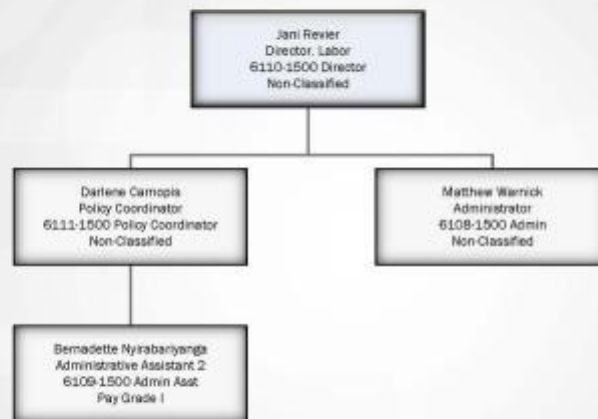 Jani Revier
Director, Labor
6110-1500 Director
Non-Classified
Darlene Carnopis
Policy Coordinator
6111-1500 Policy Coordinator
Non-Classified
Matthew Warnick
Administrator
6108-1500 Admin
Non-Classified
Bernadette Nyirabariyanga
Administrative Assistant 2
6109-1500 Admin Asst
Pay Grade I